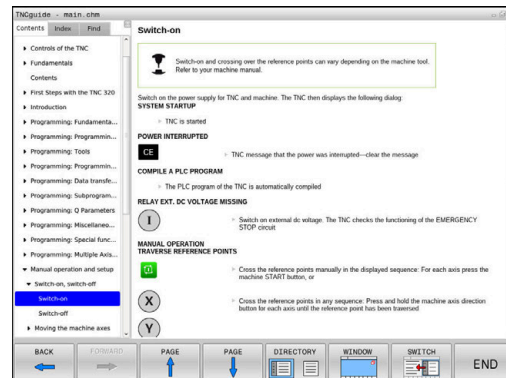 TNCguide - main.chm
Contents Index Find
Controls of the TNC
Fundamentals
Contents
First Steps with the TNC 320
Introduction
Programming: Fundamenta...
Programming: Programmin...
Programming: Tools
Programming: Programmin...
Programming: Data transfe...
Programming: Subprogram...
Programming: Q Parameters
Programming: Miscellaneo...
Programming: Special func...
Programming: Multiple Axis...
Manual operation and setup
Switch-on, switch-off
Switch-on
Switch-off
Moving the machine axes
Switch-on
Switch-on and crossing over the reference points can vary depending on the machine tool.
Refer to your machine manual.
Switch on the power supply for TNC and machine. The TNC then displays the following dialog:
SYSTEM STARTUP
TNC is started
POWER INTERRUPTED
CE
TNC message that the power was interrupted—clear the message
COMPILE A PLC PROGRAM
The PLC program of the TNC is automatically compiled
RELAY EXT. DC VOLTAGE MISSING
I
Switch on external dc voltage. The TNC checks the functioning of the EMERGENCY
STOP circuit
MANUAL OPERATION
TRAVERSE REFERENCE POINTS
Cross the reference points manually in the displayed sequence: For each axis press the
machine START button, or
X
Cross the reference points in any sequence: Press and hold the machine axis direction
button for each axis until the reference point has been traversed
Y
BACK FORWARD PAGE PAGE DIRECTORY WINDOW SWITCH END